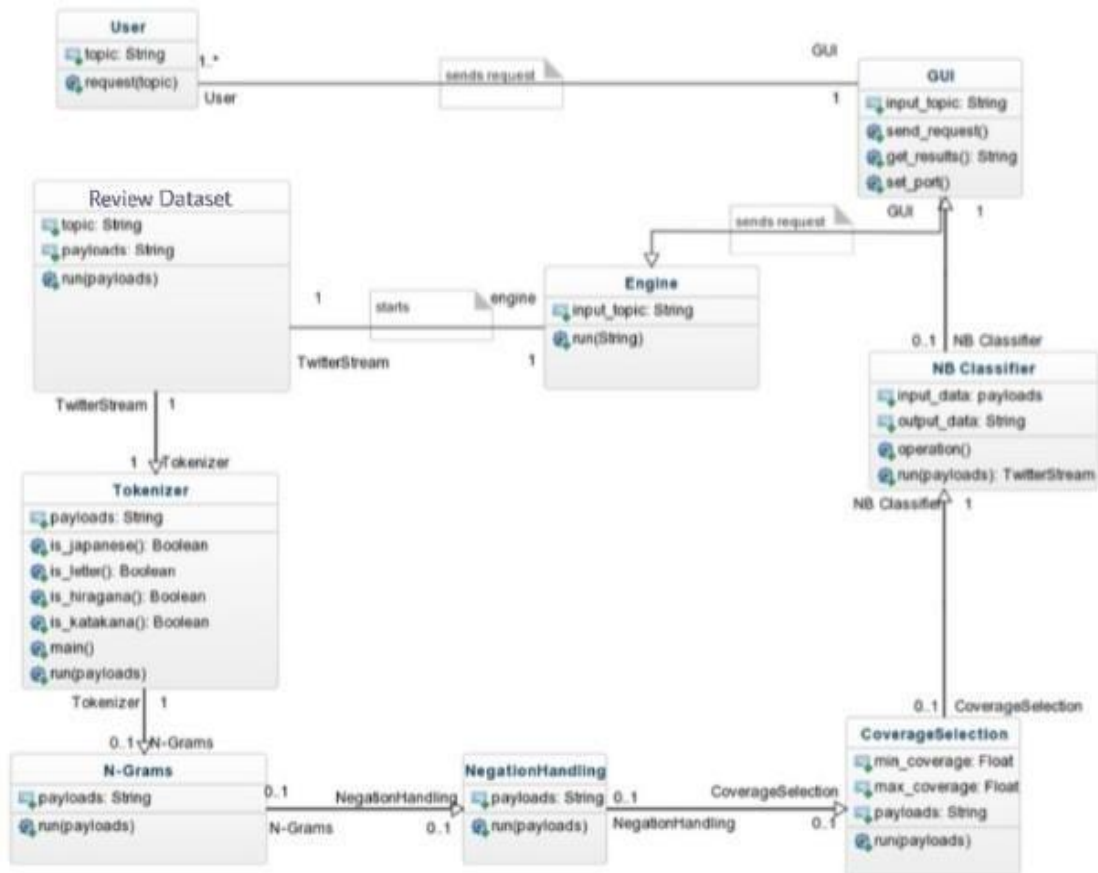 User
topic: String
request(topic)
1..*
User
sends request
GUI
1
GUI
input_topic: String
send_request()
get_results(): String
set_port()
GUI
1
sends request
Review Dataset
topic: String
payloads: String
run(payloads)
1
starts
engine
TwitterStream
1
Engine
input_topic: String
run(String)
0..1
NB Classifier
NB Classifier
input_data: payloads
output_data: String
operation()
run(payloads): TwitterStream
NB Classifier
1
TwitterStream
1
1
Tokenizer
Tokenizer
payloads: String
is_japanese(): Boolean
is_letter(): Boolean
is_hiragana(): Boolean
is_katakana(): Boolean
main()
run(payloads)
Tokenizer
1
0..1
N-Grams
N-Grams
payloads: String
run(payloads)
0..1
N-Grams
NegationHandling
0..1
NegationHandling
payloads: String
run(payloads)
0..1
NegationHandling
CoverageSelection
0..1
0..1
CoverageSelection
CoverageSelection
min_coverage: Float
max_coverage: Float
payloads: String
run(payloads)